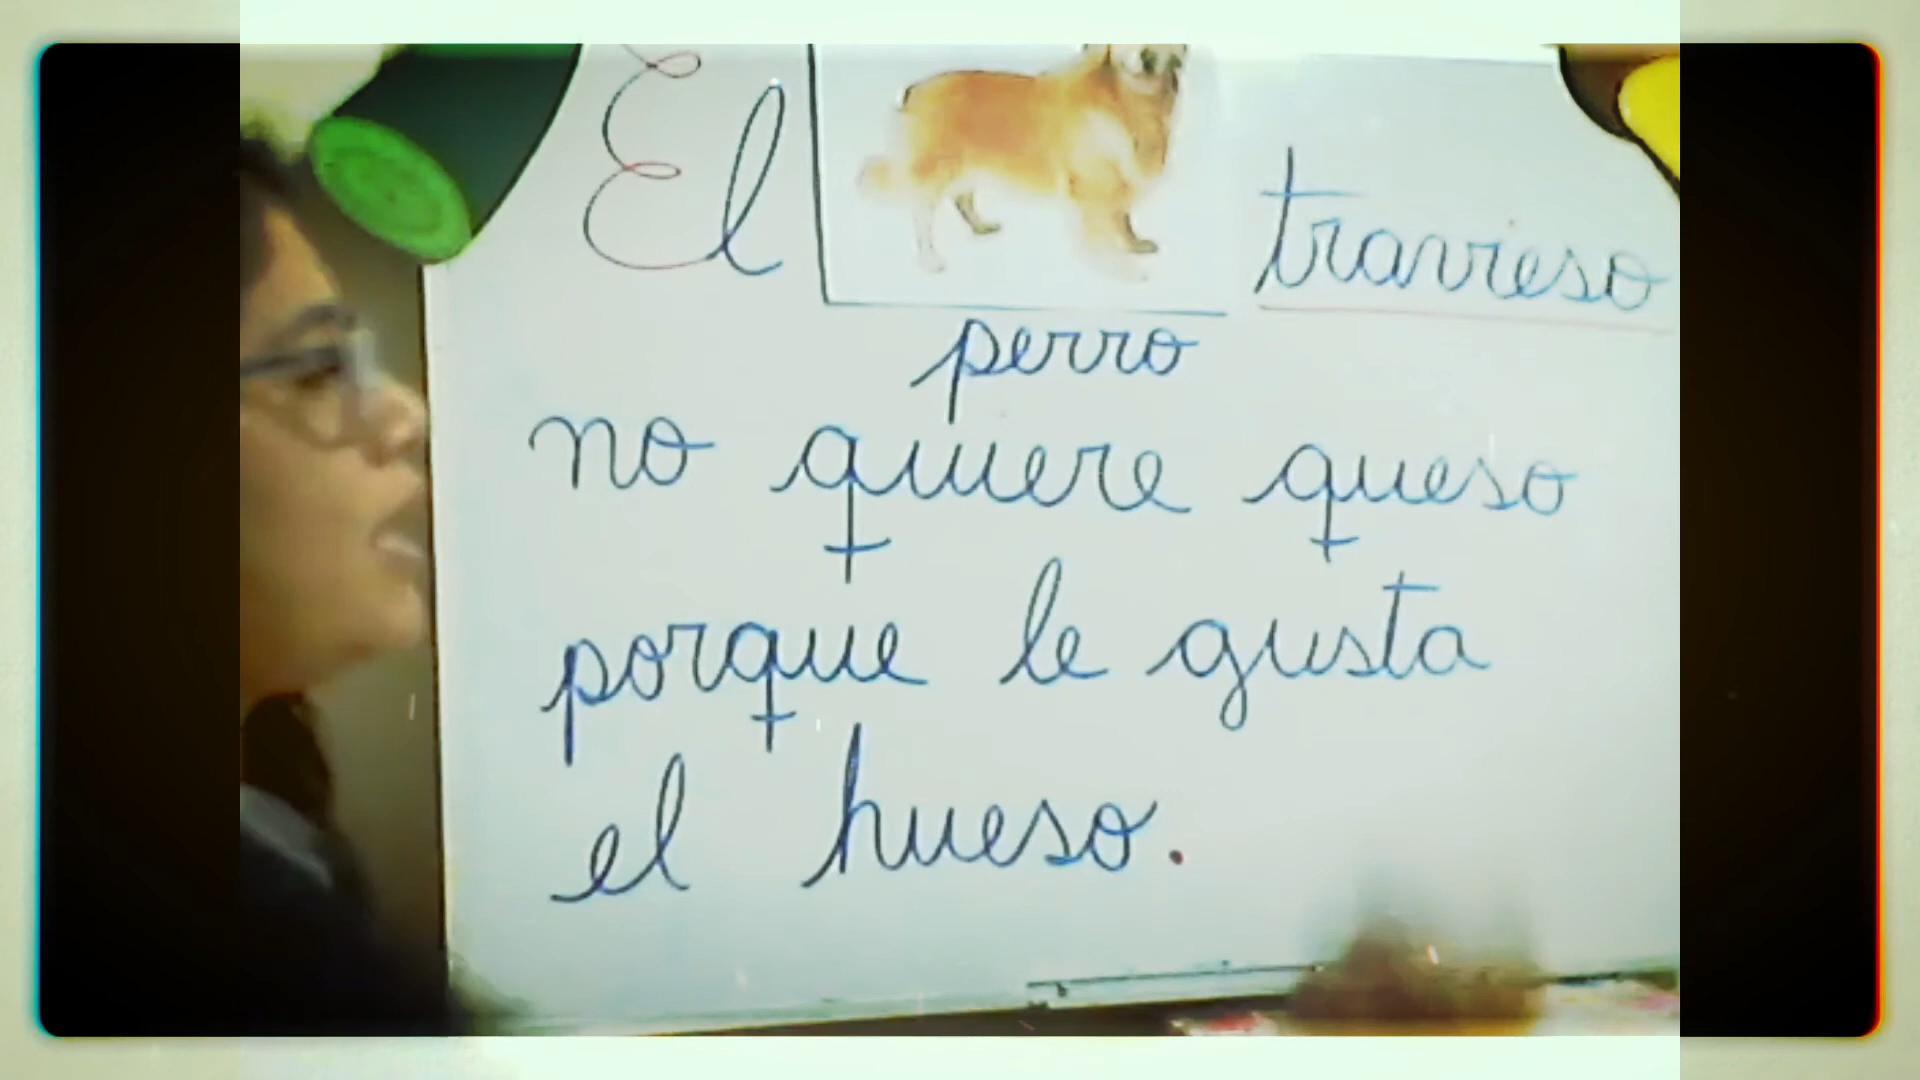 El travieso
perro
no quiere queso
porque le gusta
el hueso.